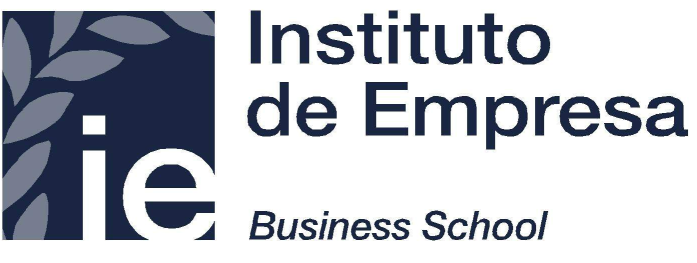 Instituto
de Empresa
ie
Business School